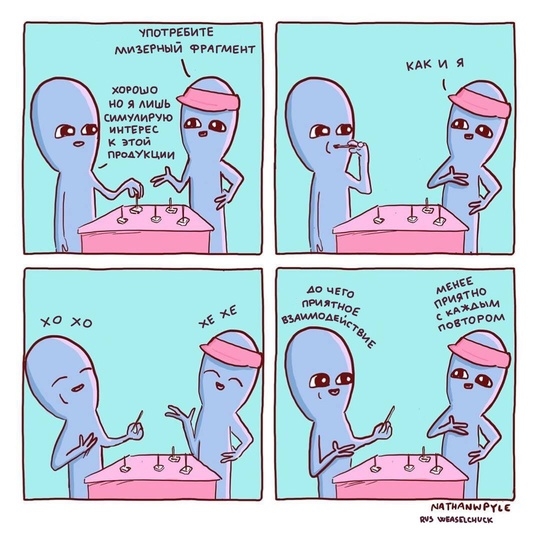 УПОТРЕБИТЕ
МИЗЕРНЫЙ ФРАГМЕНТ
ХОРОШО
НО Я ЛИШЬ
СИМУЛИРУЮ
ИНТЕРЕС
К ЭТОЙ
ПРОДУКЦИИ
КАК И Я
ХО ХО
ХЕ ХЕ
ДО ЧЕГО
ПРИЯТНОЕ
ВЗАИМОДЕЙСТВИЕ
МЕНЕЕ
ПРИЯТНО
С КАЖДЫМ
ПОВТОРОМ
NATHANWPYLE
RUS WEASELCHUCK